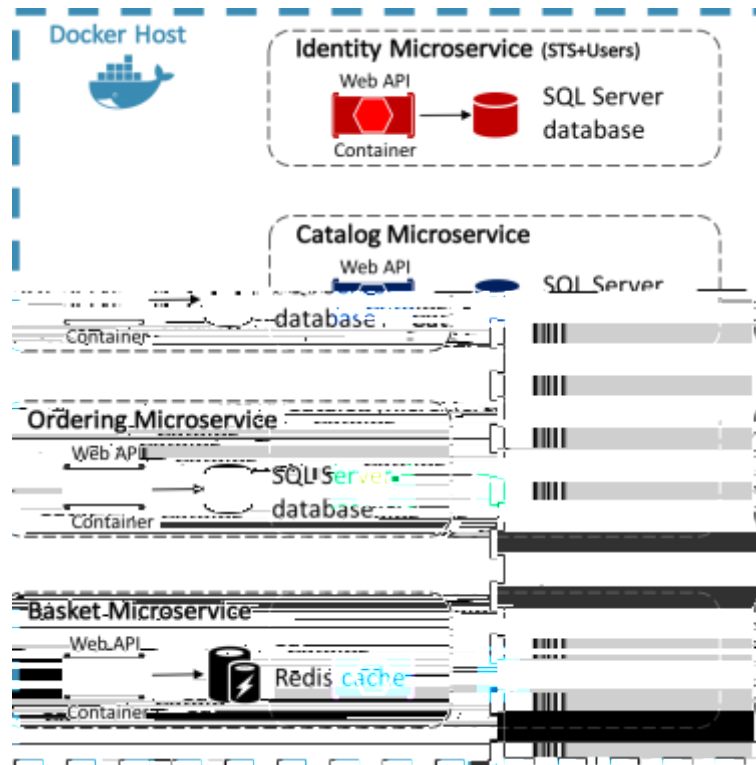 Docker Host
Identity Microservice (STS+Users)
Web API
SQL Server
database
Container
Catalog Microservice
Web API
SQL Server
database
Container
Ordering Microservice
Web API
SQL Server
database
Container
Basket Microservice
Web API
Redis cache
Container